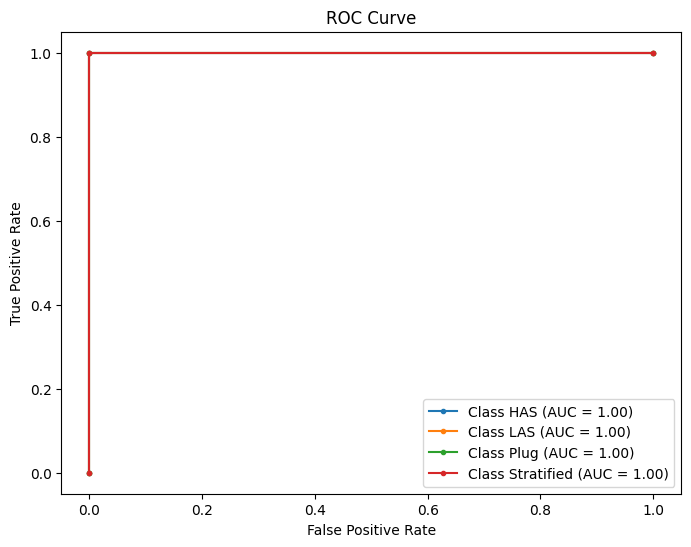 ROC Curve
True Positive Rate
1.0
0.8
0.6
0.4
0.2
0.0
Class HAS (AUC = 1.00)
Class LAS (AUC = 1.00)
Class Plug (AUC = 1.00)
Class Stratified (AUC = 1.00)
0.0 0.2 0.4 0.6 0.8 1.0
False Positive Rate